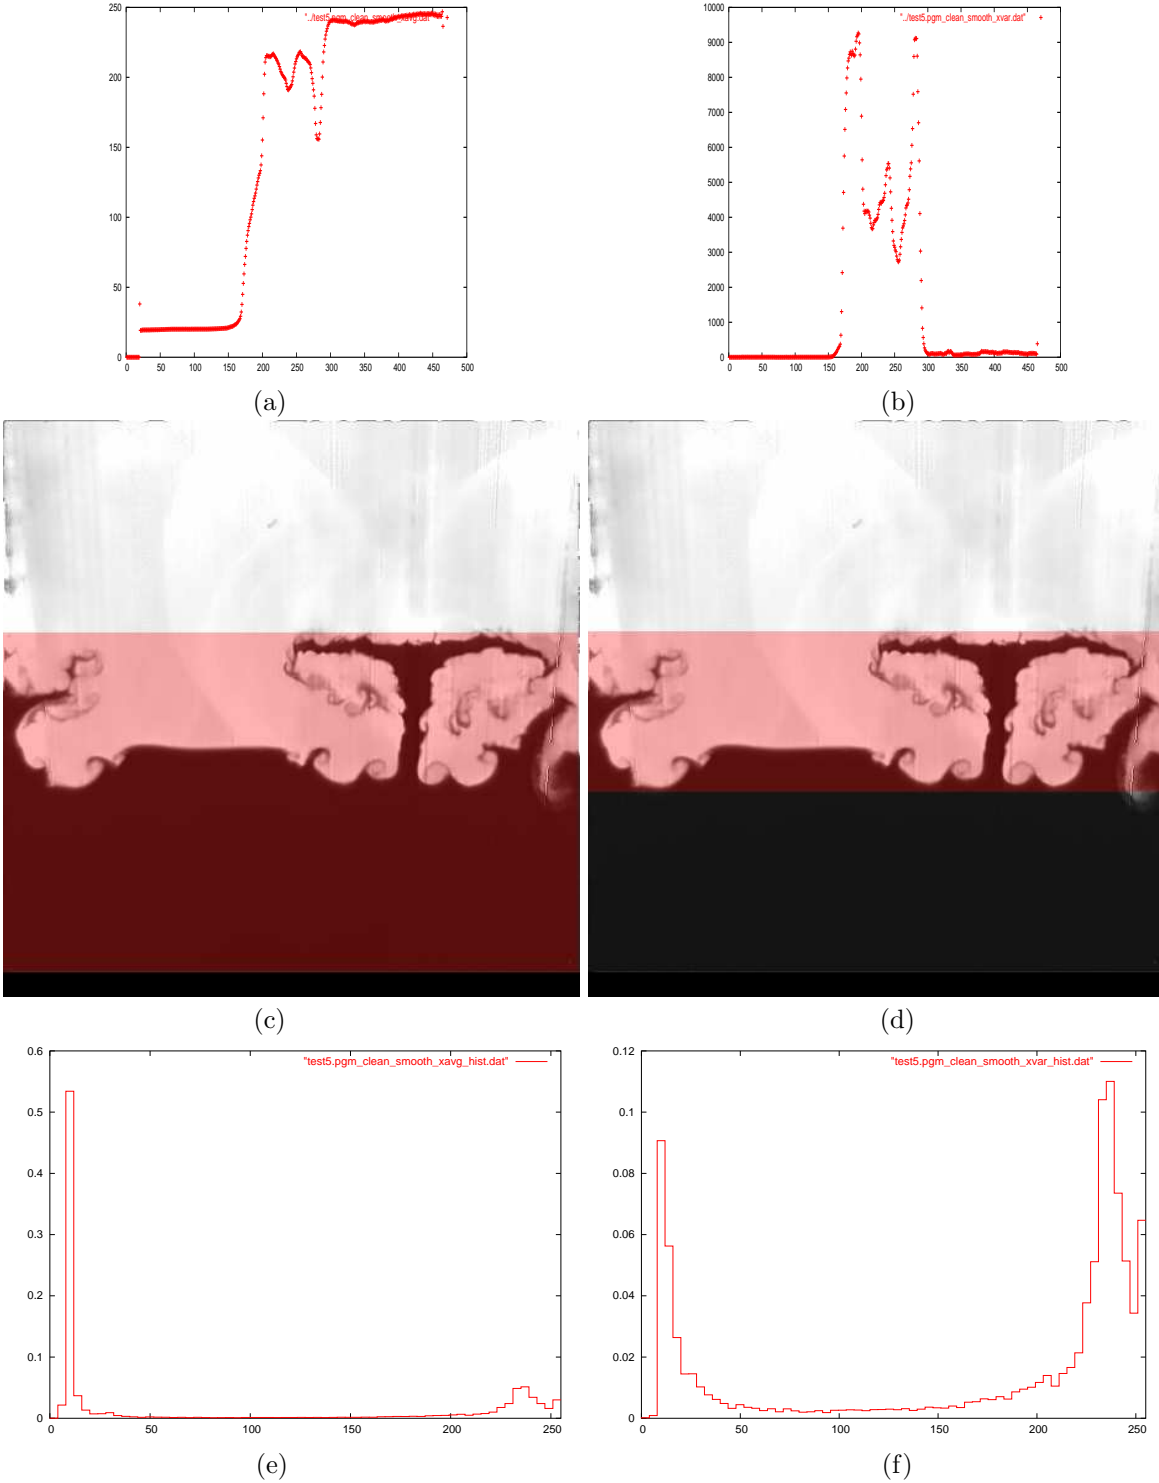 "../test5.pgm_clean_smooth_xavg.dat"
250
200
150
100
50
0
0 50 100 150 200 250 300 350 400 450 500
(a)
"../test5.pgm_clean_smooth_xvar.dat"
10000
9000
8000
7000
6000
5000
4000
3000
2000
1000
0
0 50 100 150 200 250 300 350 400 450 500
(b)
(c)
(d)
"test5.pgm_clean_smooth_xavg_hist.dat"
0.6
0.5
0.4
0.3
0.2
0.1
0
0 50 100 150 200 250
(e)
"test5.pgm_clean_smooth_xvar_hist.dat"
0.12
0.1
0.08
0.06
0.04
0.02
0
0 50 100 150 200 250
(f)